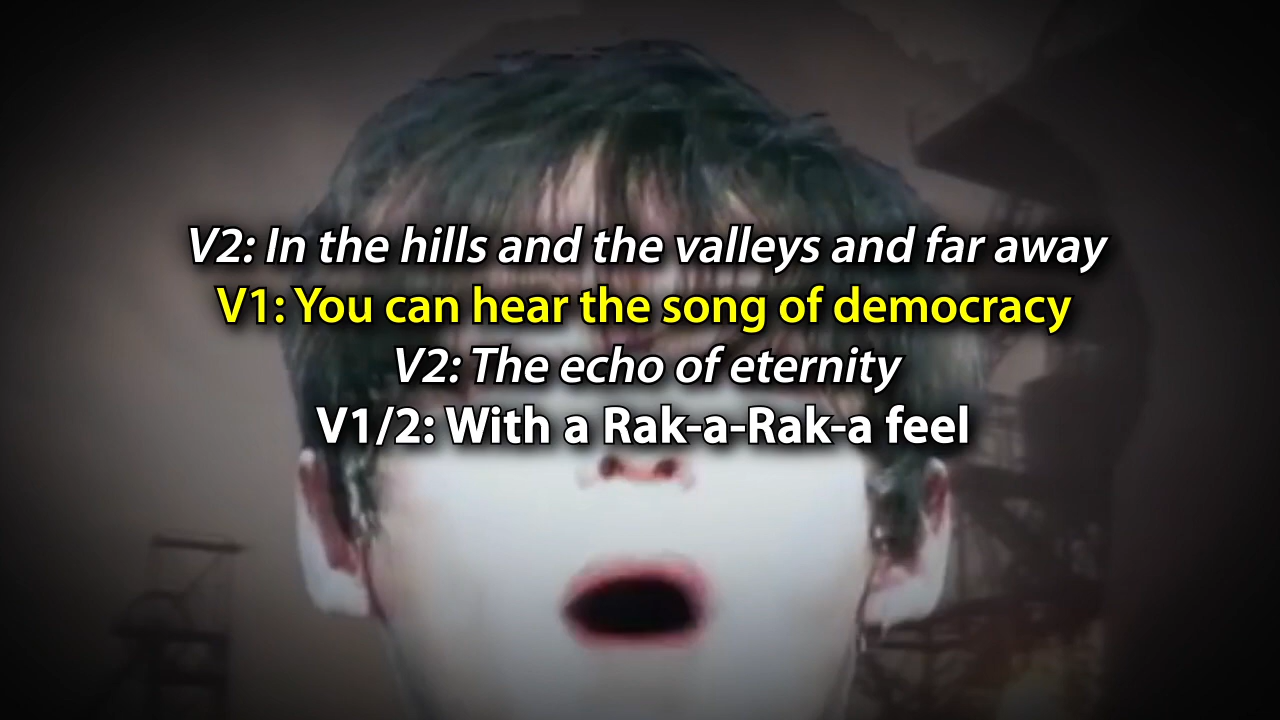 V2: In the hills and the valleys and far away
V1: You can hear the song of democracy
V2: The echo of eternity
V1/2: With a Rak-a-Rak-a feel